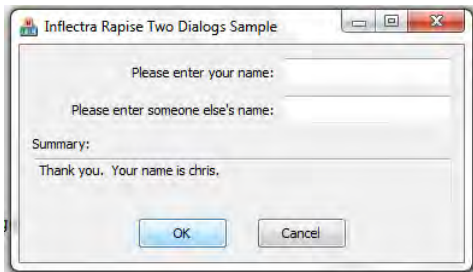 Inflectra Rapise Two Dialogs Sample
Please enter your name:
Please enter someone else's name:
Summary:
Thank you.  Your name is chris.
OK Cancel